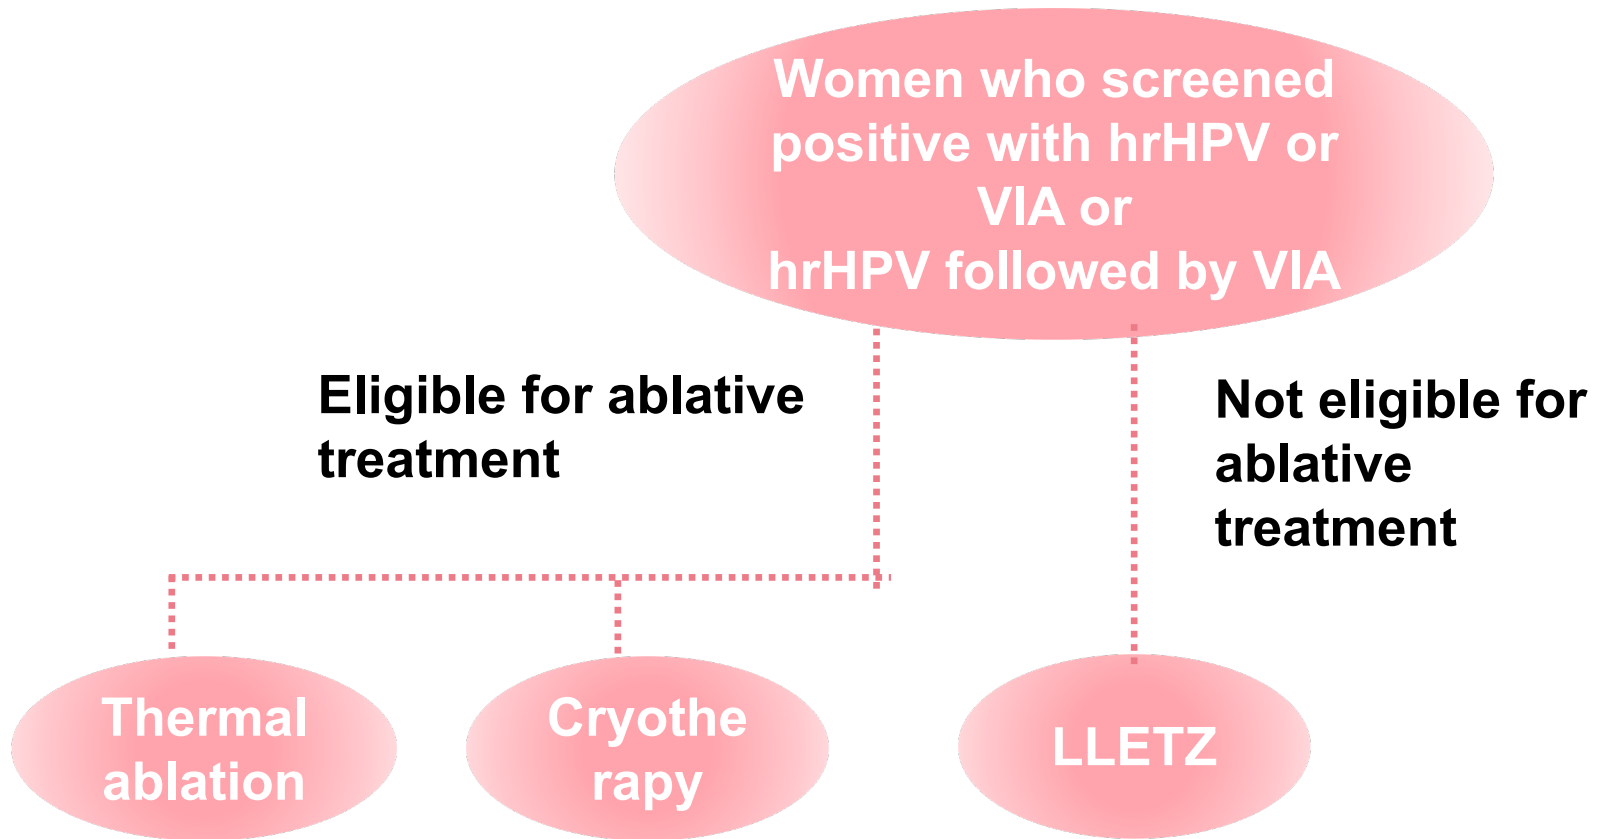 Women who screened
positive with hrHPV or
VIA or
hrHPV followed by VIA
Eligible for ablative
treatment
Not eligible for
ablative
treatment
Thermal
ablation
Cryothe
rapy
LLETZ